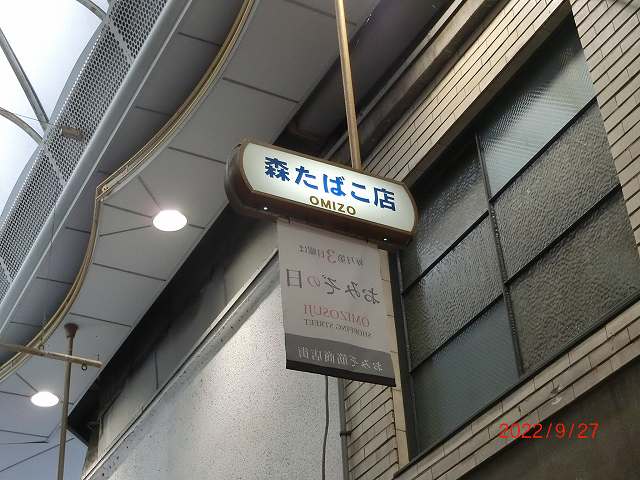 森たばこ店
OMIZO
毎月第3日曜は
おみぞの日
OMIZOSUJI
SHOPPING STREET
おみぞ筋商店街
2022/9/27